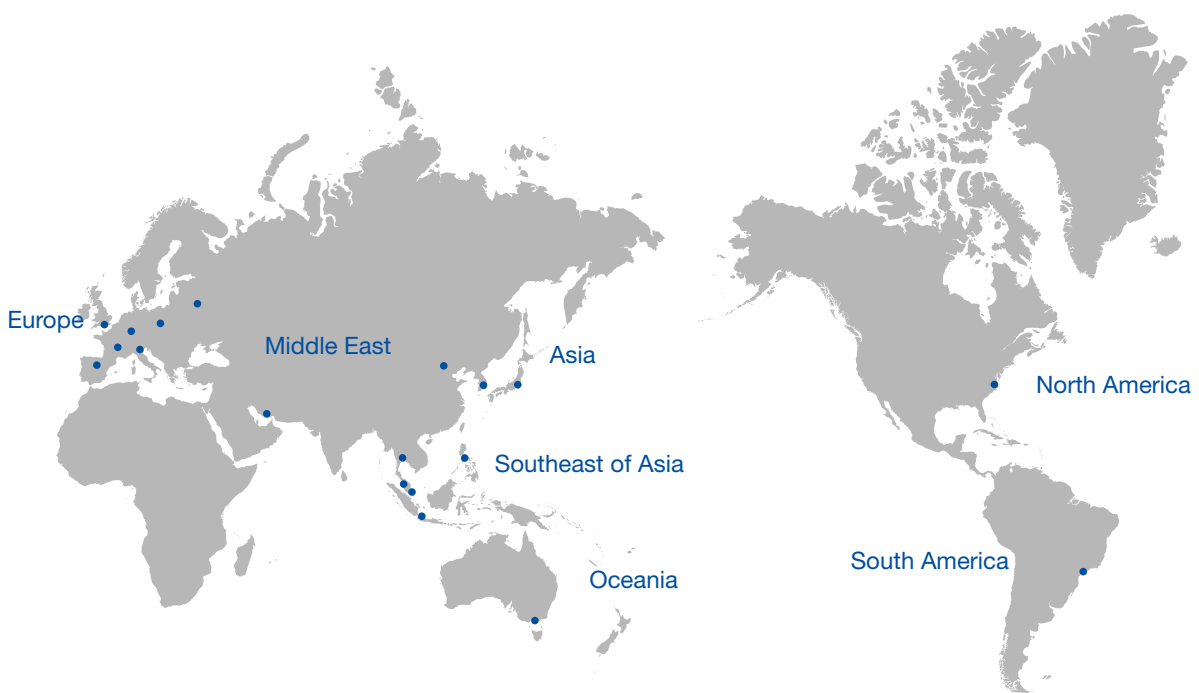 Europe
Middle East
Asia
North America
Southeast of Asia
South America
Oceania